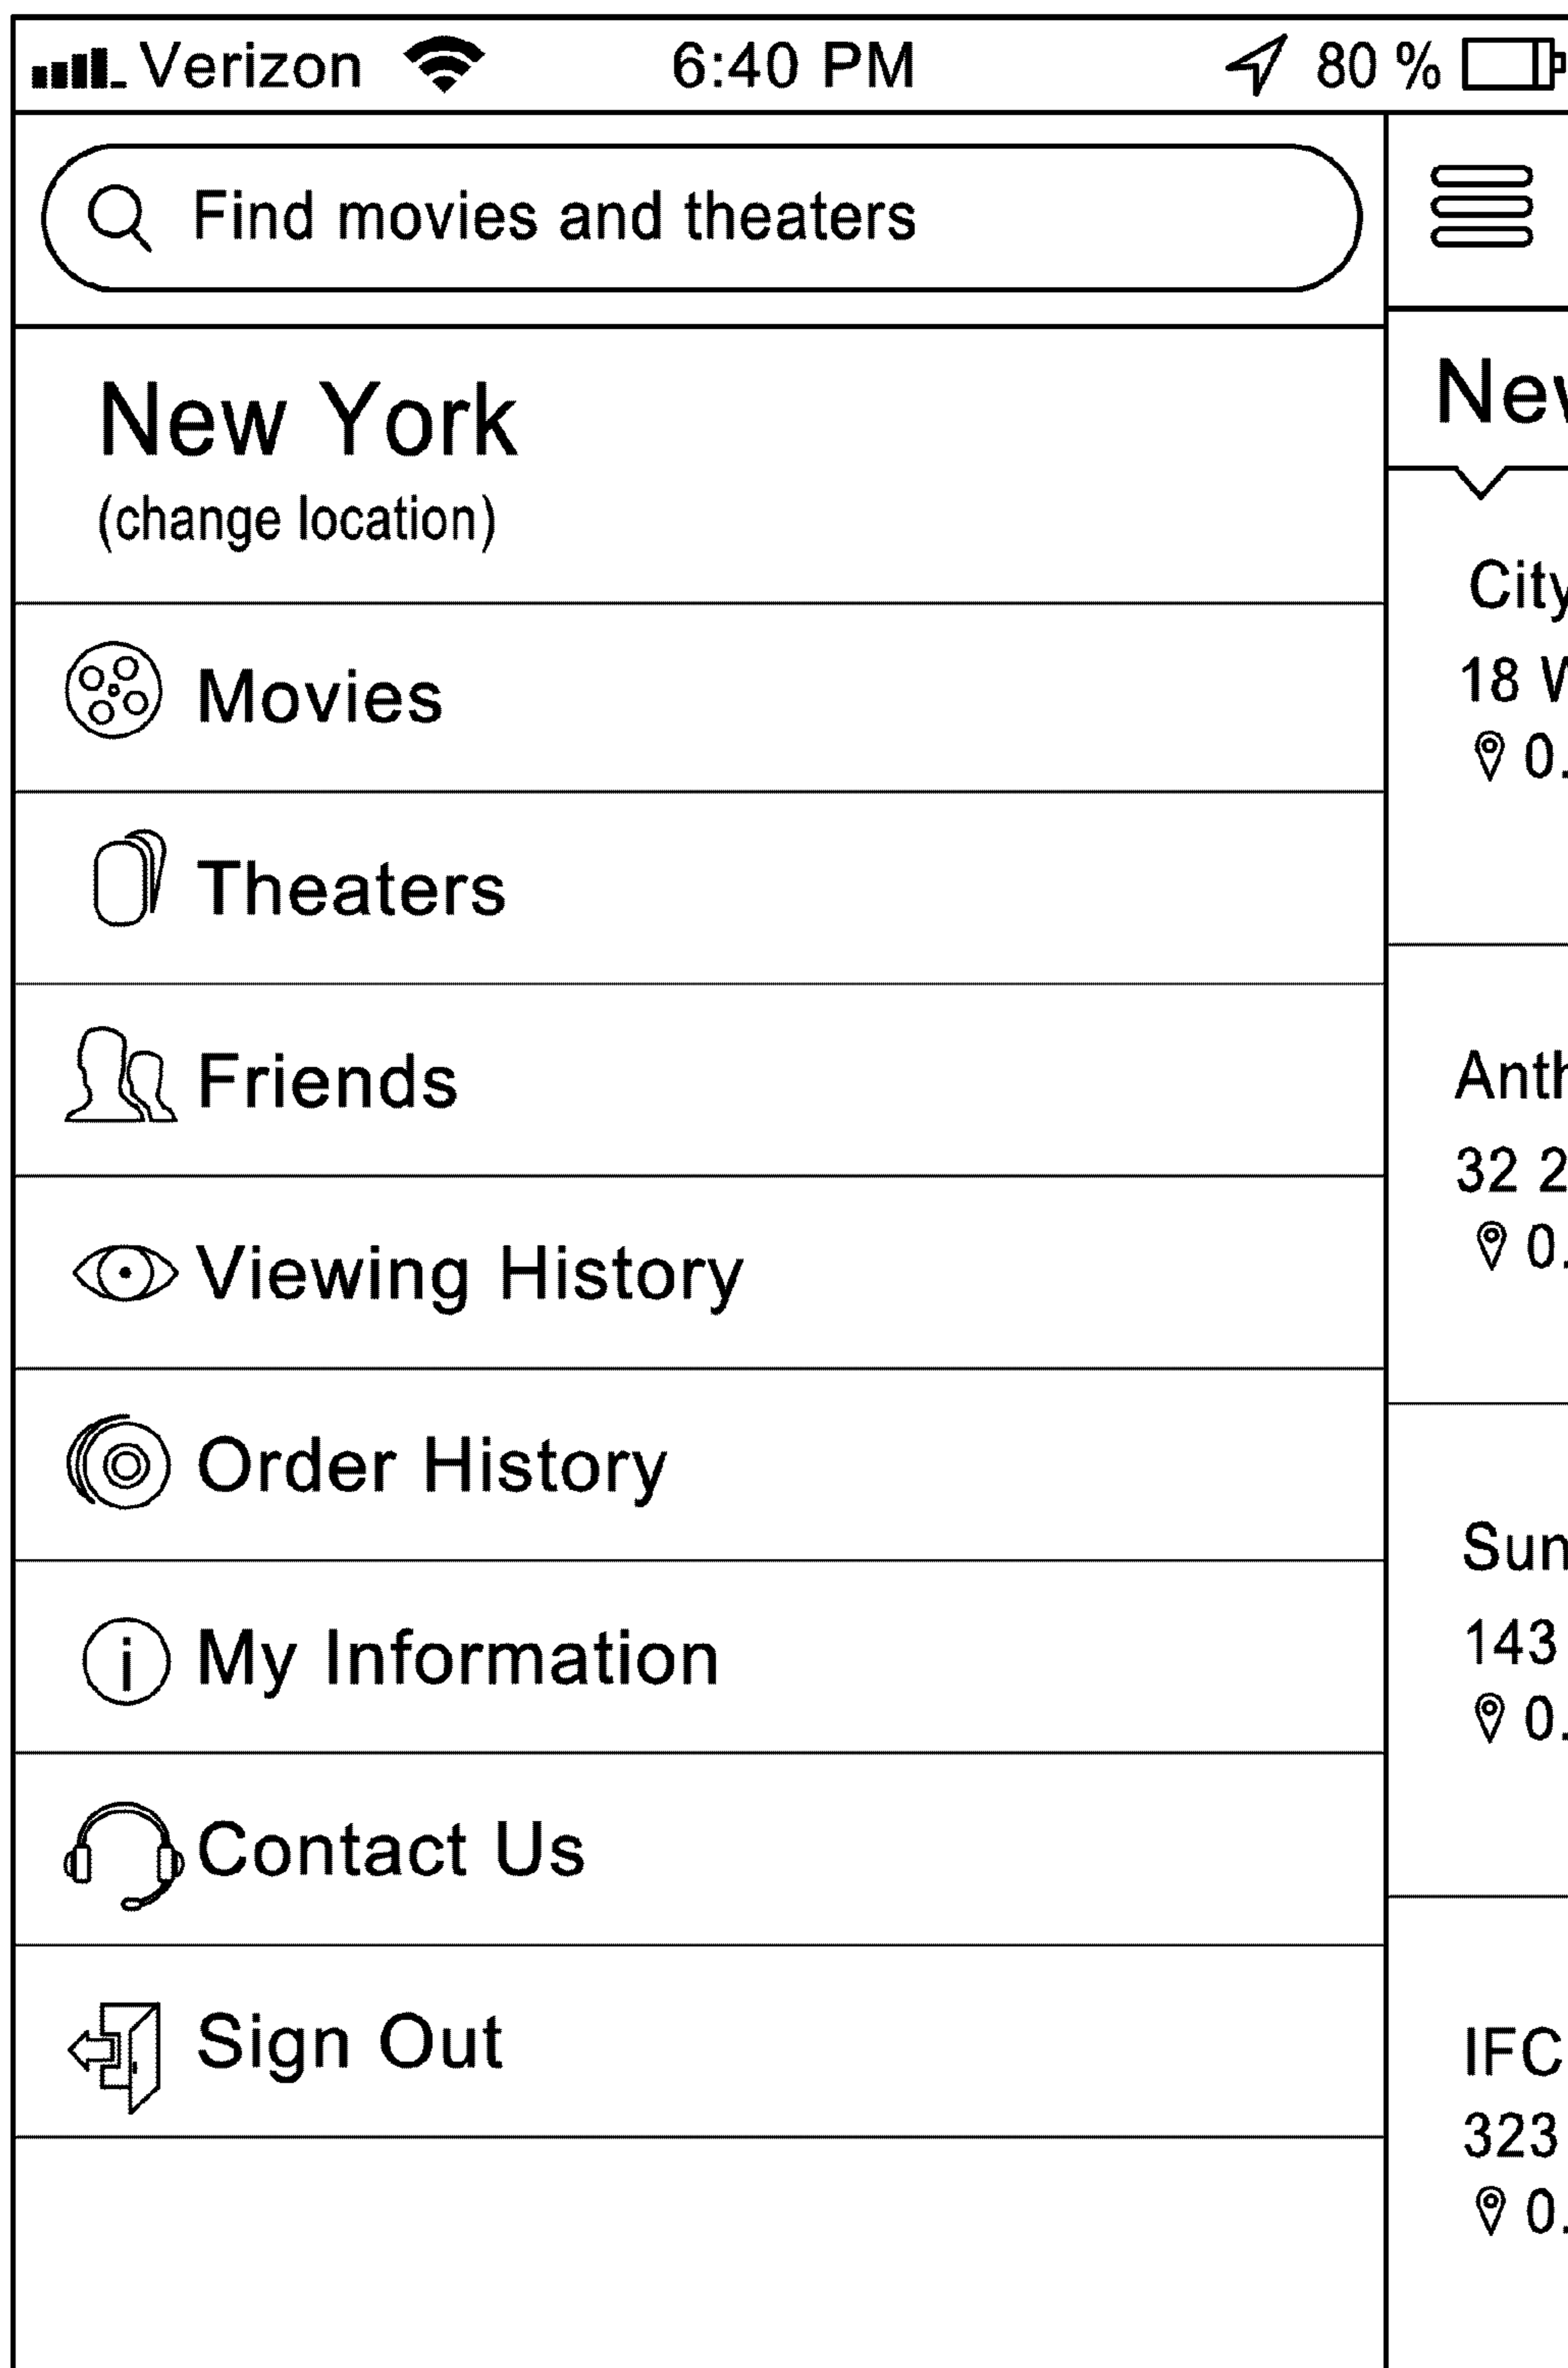 Verizon 6:40 PM 80 %
Find movies and theaters
New York
(change location)
Movies
Theaters
Friends
Viewing History
Order History
i My Information
Contact Us
Sign Out
City
18
0.
32 2
0.
143
0.
IFC
323
0.